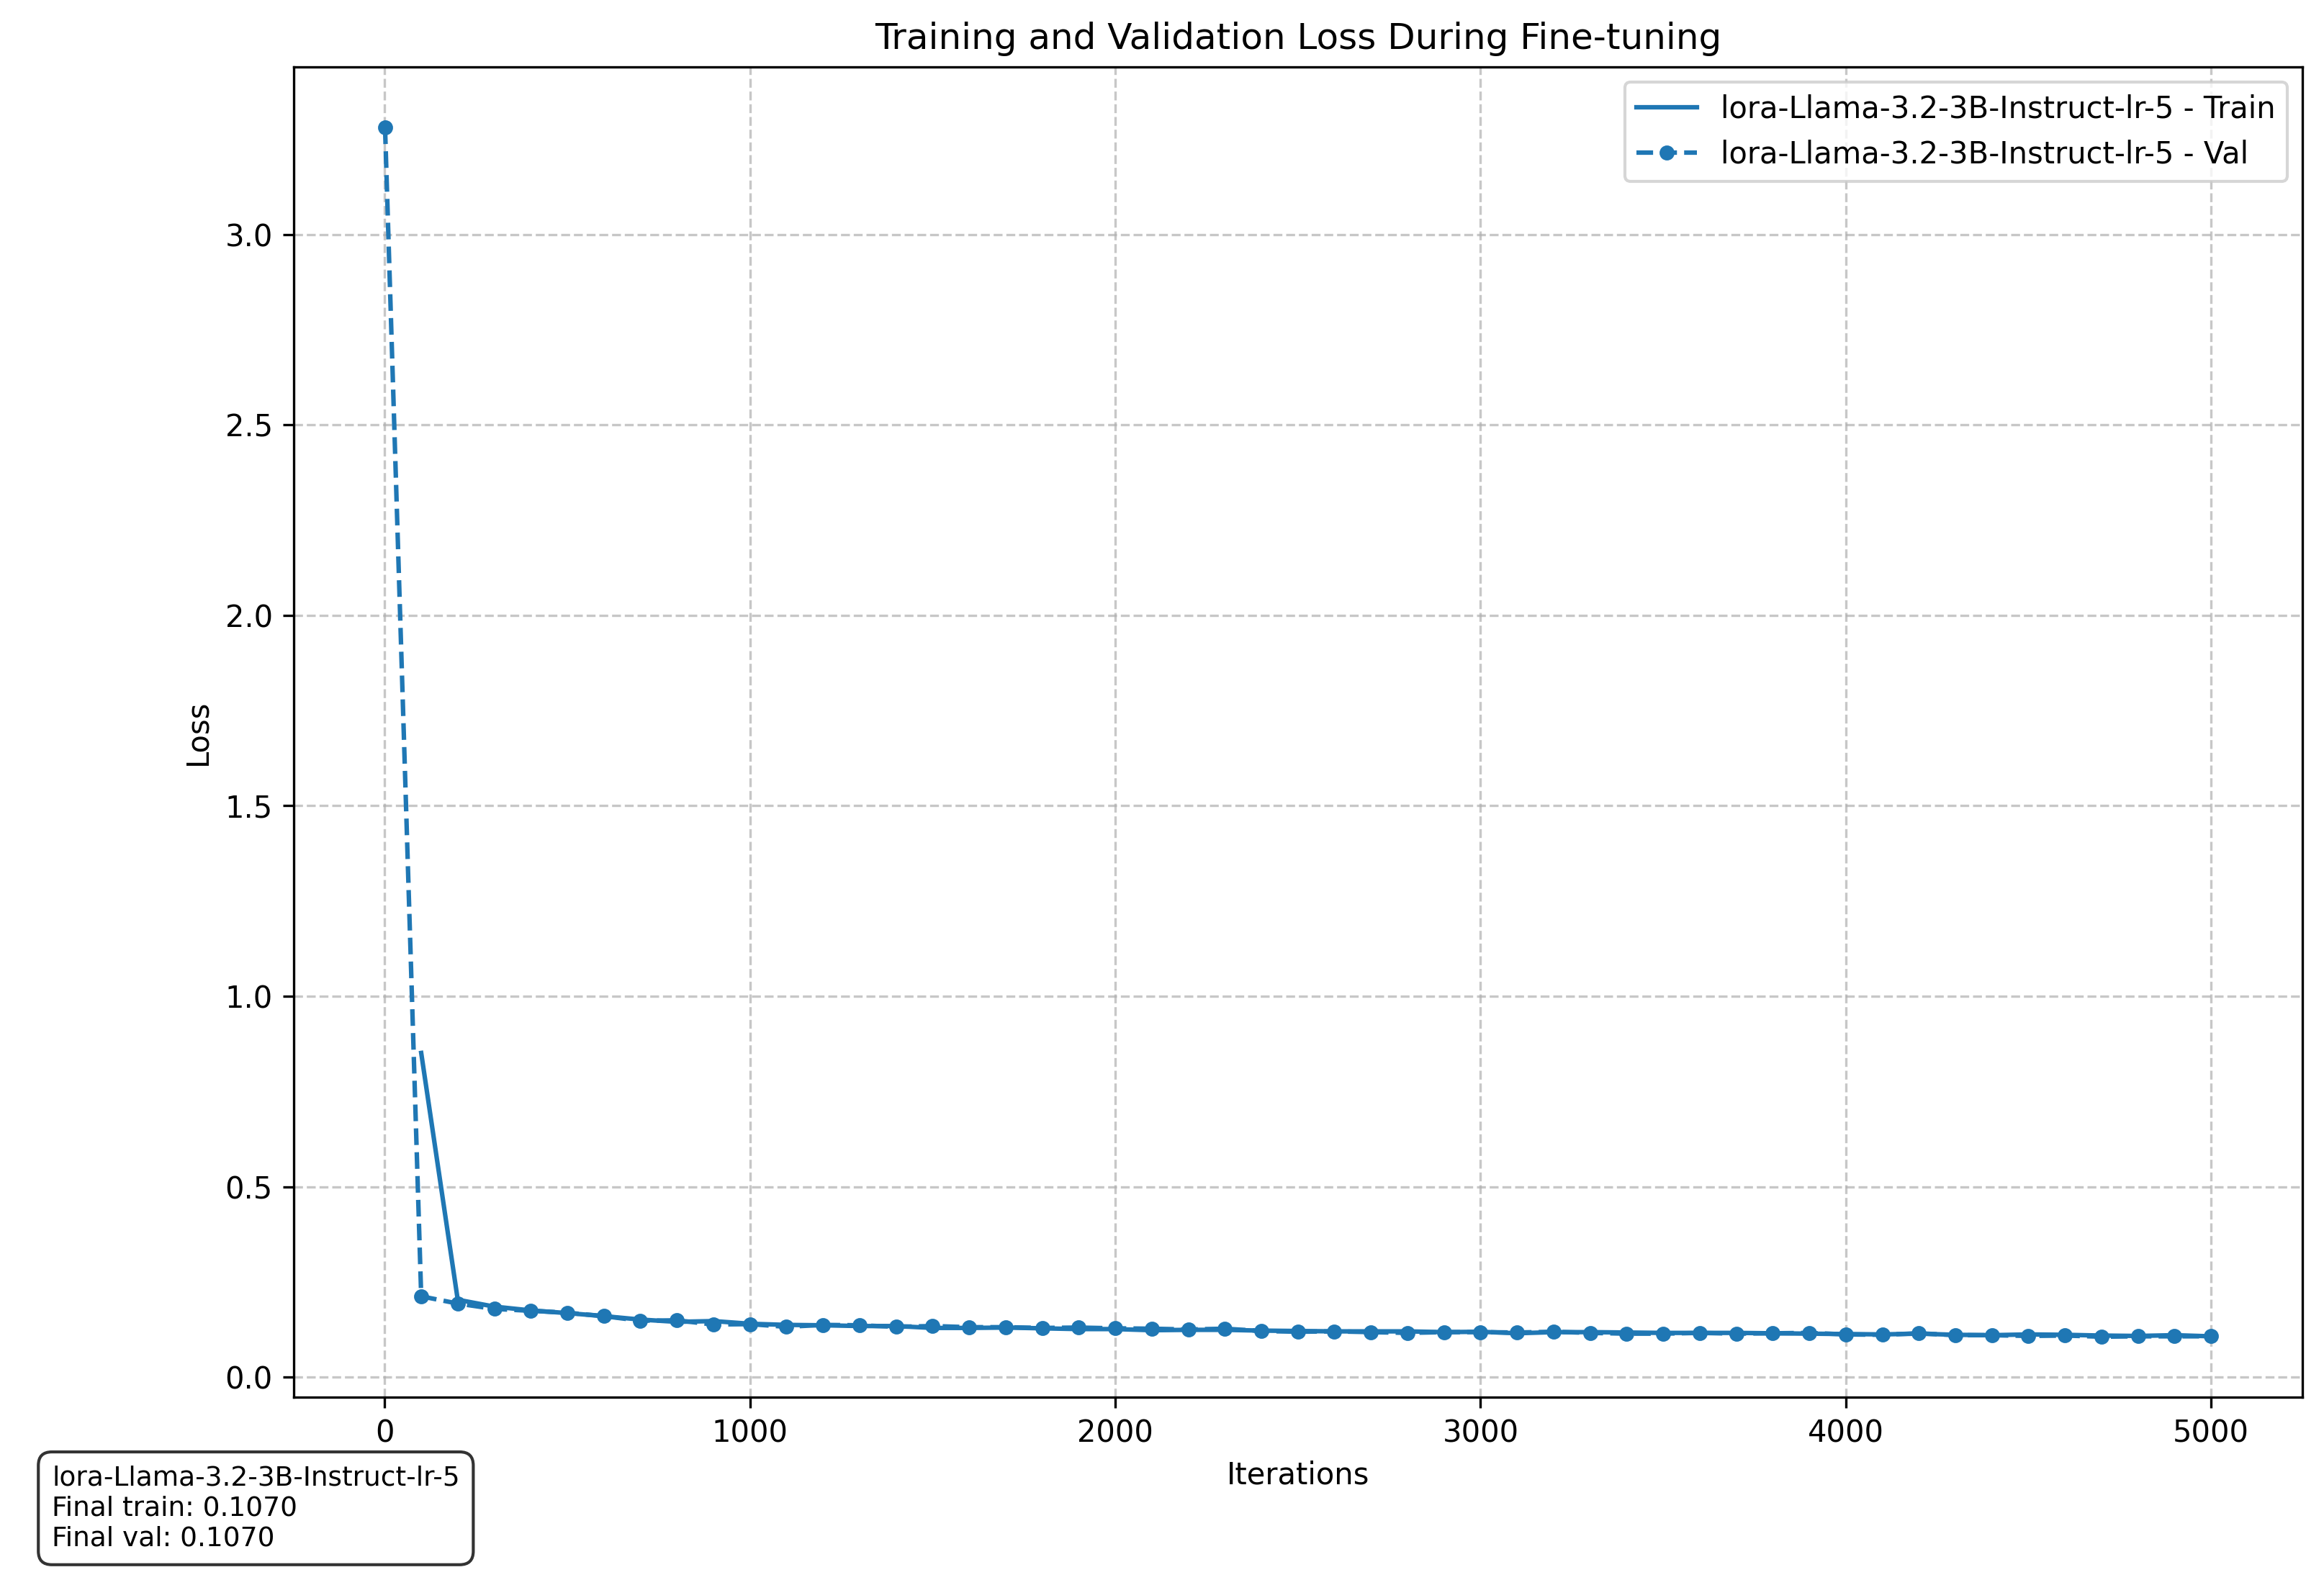 Training and Validation Loss During Fine-tuning
lora-Llama-3.2-3B-Instruct-lr-5 - Train
lora-Llama-3.2-3B-Instruct-lr-5 - Val
Loss
3.0
2.5
2.0
1.5
1.0
0.5
0.0
0 1000 2000 3000 4000 5000
Iterations
lora-Llama-3.2-3B-Instruct-lr-5
Final train: 0.1070
Final val: 0.1070